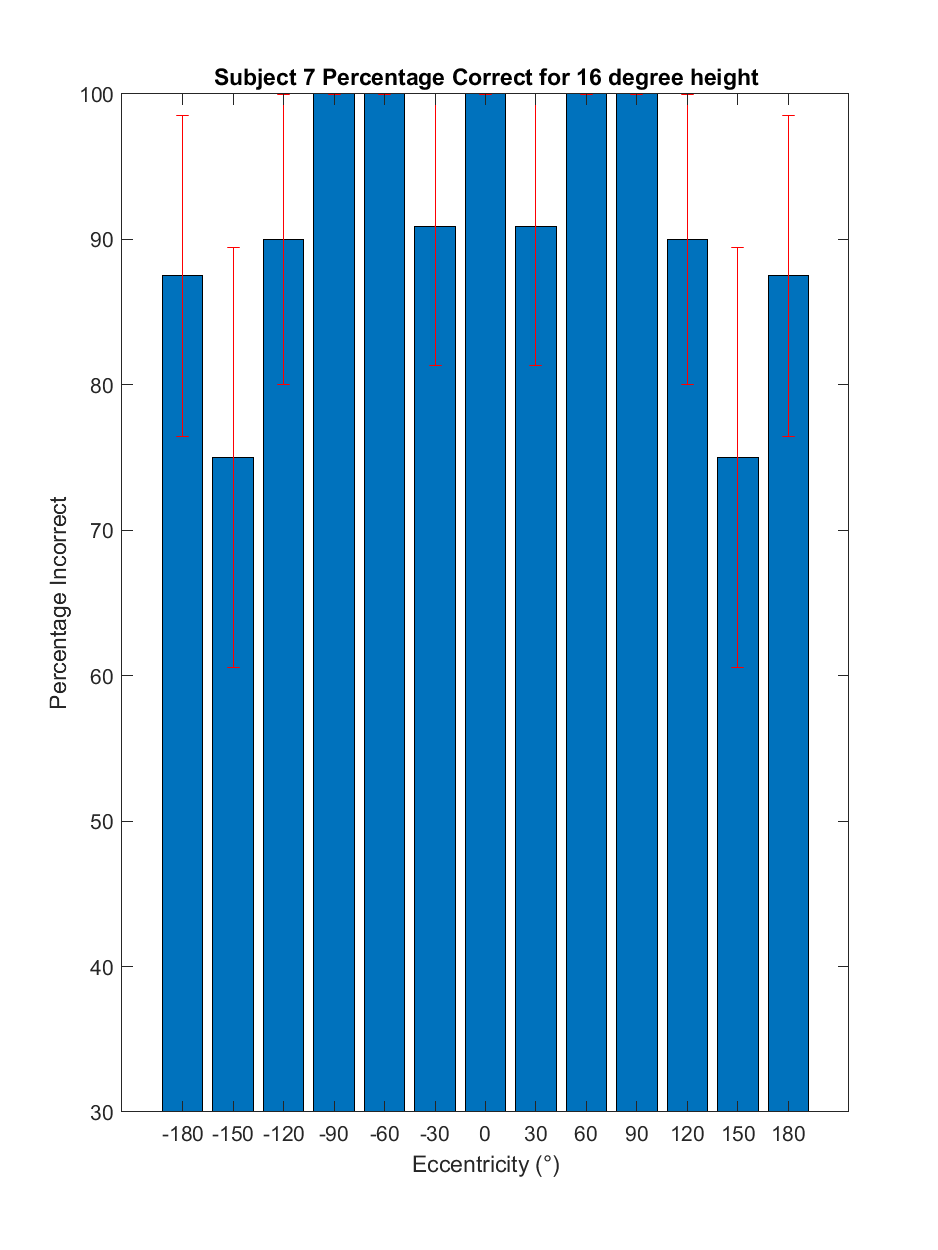 Subject 7 Percentage Correct for 16 degree height
100
90
80
70
60
50
40
30
Percentage Incorrect
-180 -150 -120 -90 -60 -30 0 30 60 90 120 150 180
Eccentricity (°)